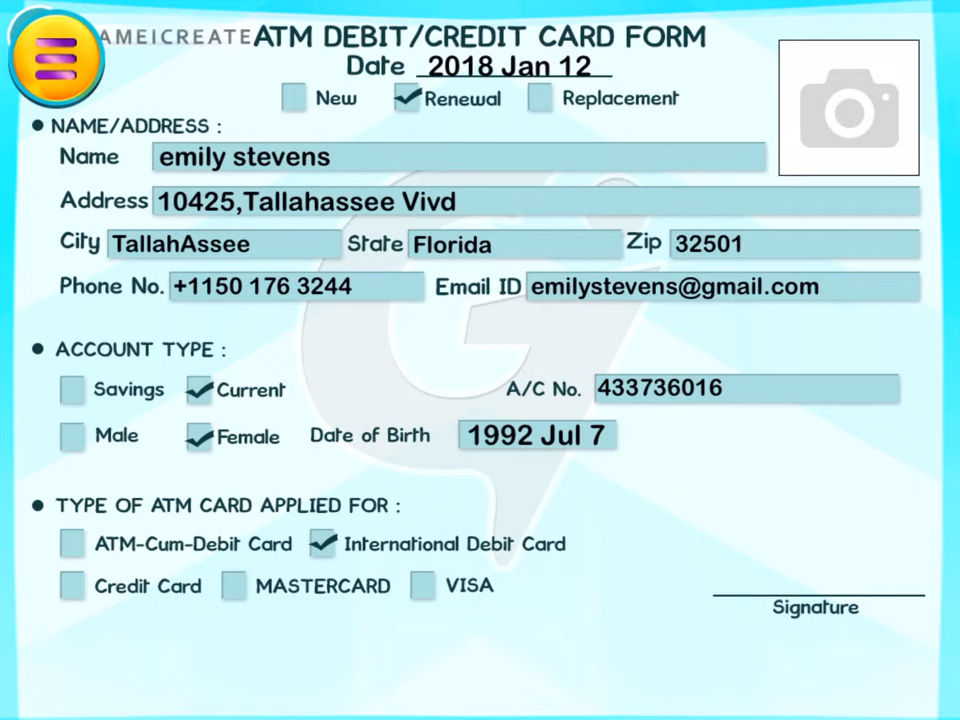 AMEICREATE ATM DEBIT/CREDIT CARD FORM
Date 2018 Jan 12
New Renewal Replacement
• NAME/ADDRESS :
Name emily stevens
Address 10425,Tallahassee Vivd
City TallahAssee State Florida Zip 32501
Phone No. +1150 176 3244 Email ID emilystevens@gmail.com
• ACCOUNT TYPE :
Savings Current A/C No. 433736016
Male Female Date of Birth 1992 Jul 7
• TYPE OF ATM CARD APPLIED FOR :
ATM-Cum-Debit Card International Debit Card
Credit Card MASTERCARD VISA
Signature